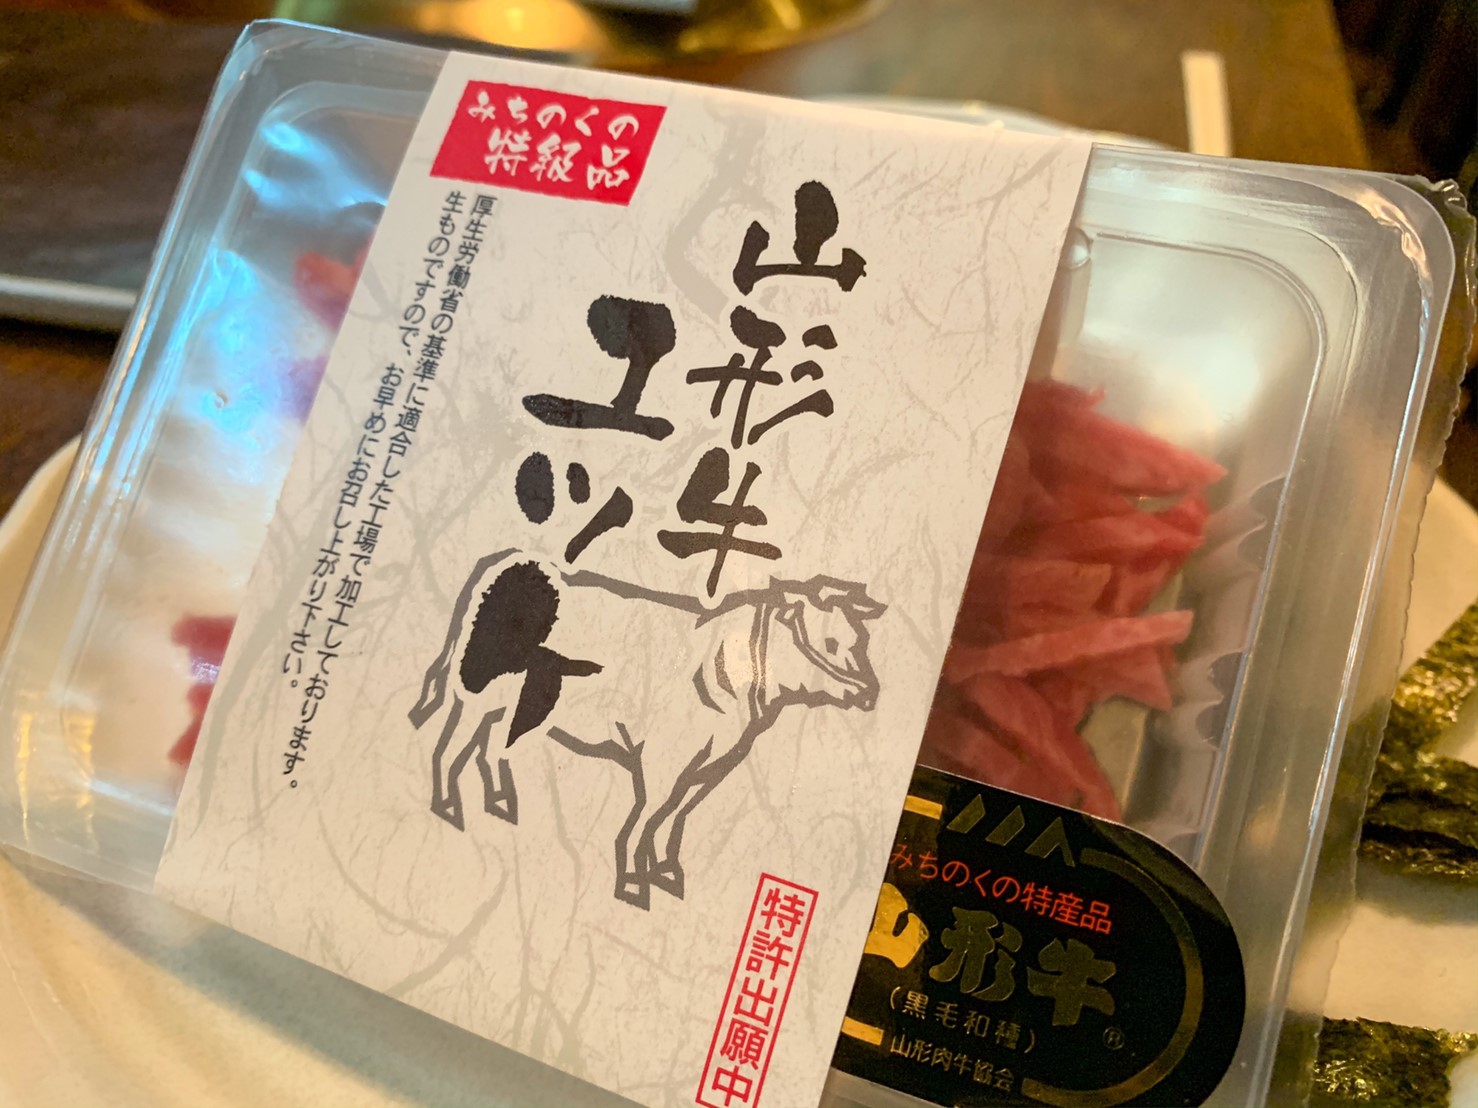 みちのくの
特級品
山形牛
ユッケ
厚生労働省の基準に適合した工場で加工しております。
生ものですので、お早めにお召し上がり下さい。
特許出願中
みちのくの特産品
山形牛
(黒毛和種)
®
山形肉牛協会